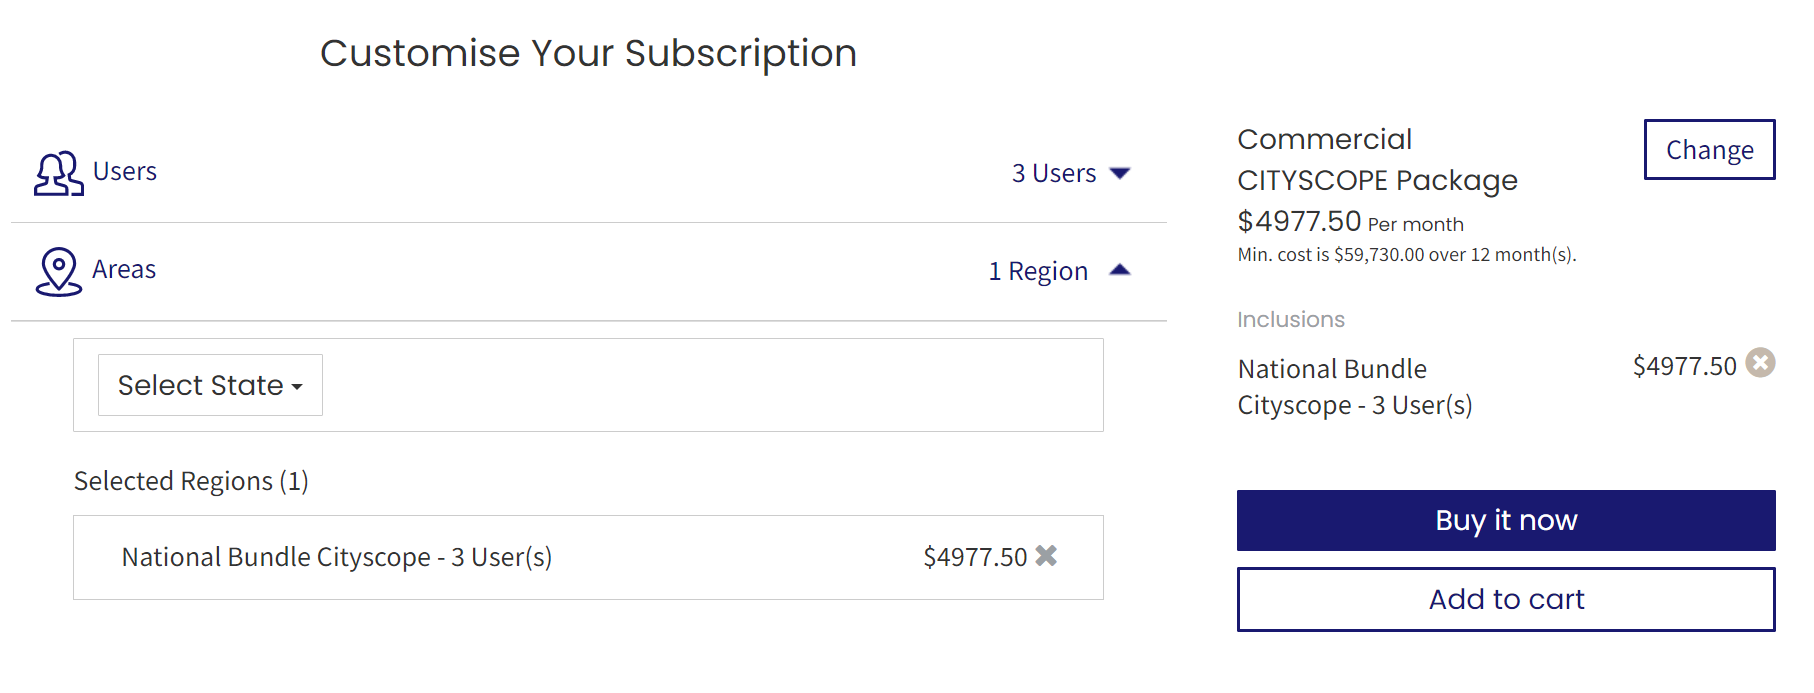 Customise Your Subscription
Users
3 Users
Areas
1 Region
Select State
Selected Regions (1)
National Bundle Cityscope - 3 User(s)
$4977.50
Commercial
CITYSCOPE Package
$4977.50 Per month
Min. cost is $59,730.00 over 12 month(s).
Change
Inclusions
National Bundle
Cityscope - 3 User(s)
$4977.50
Buy it now
Add to cart